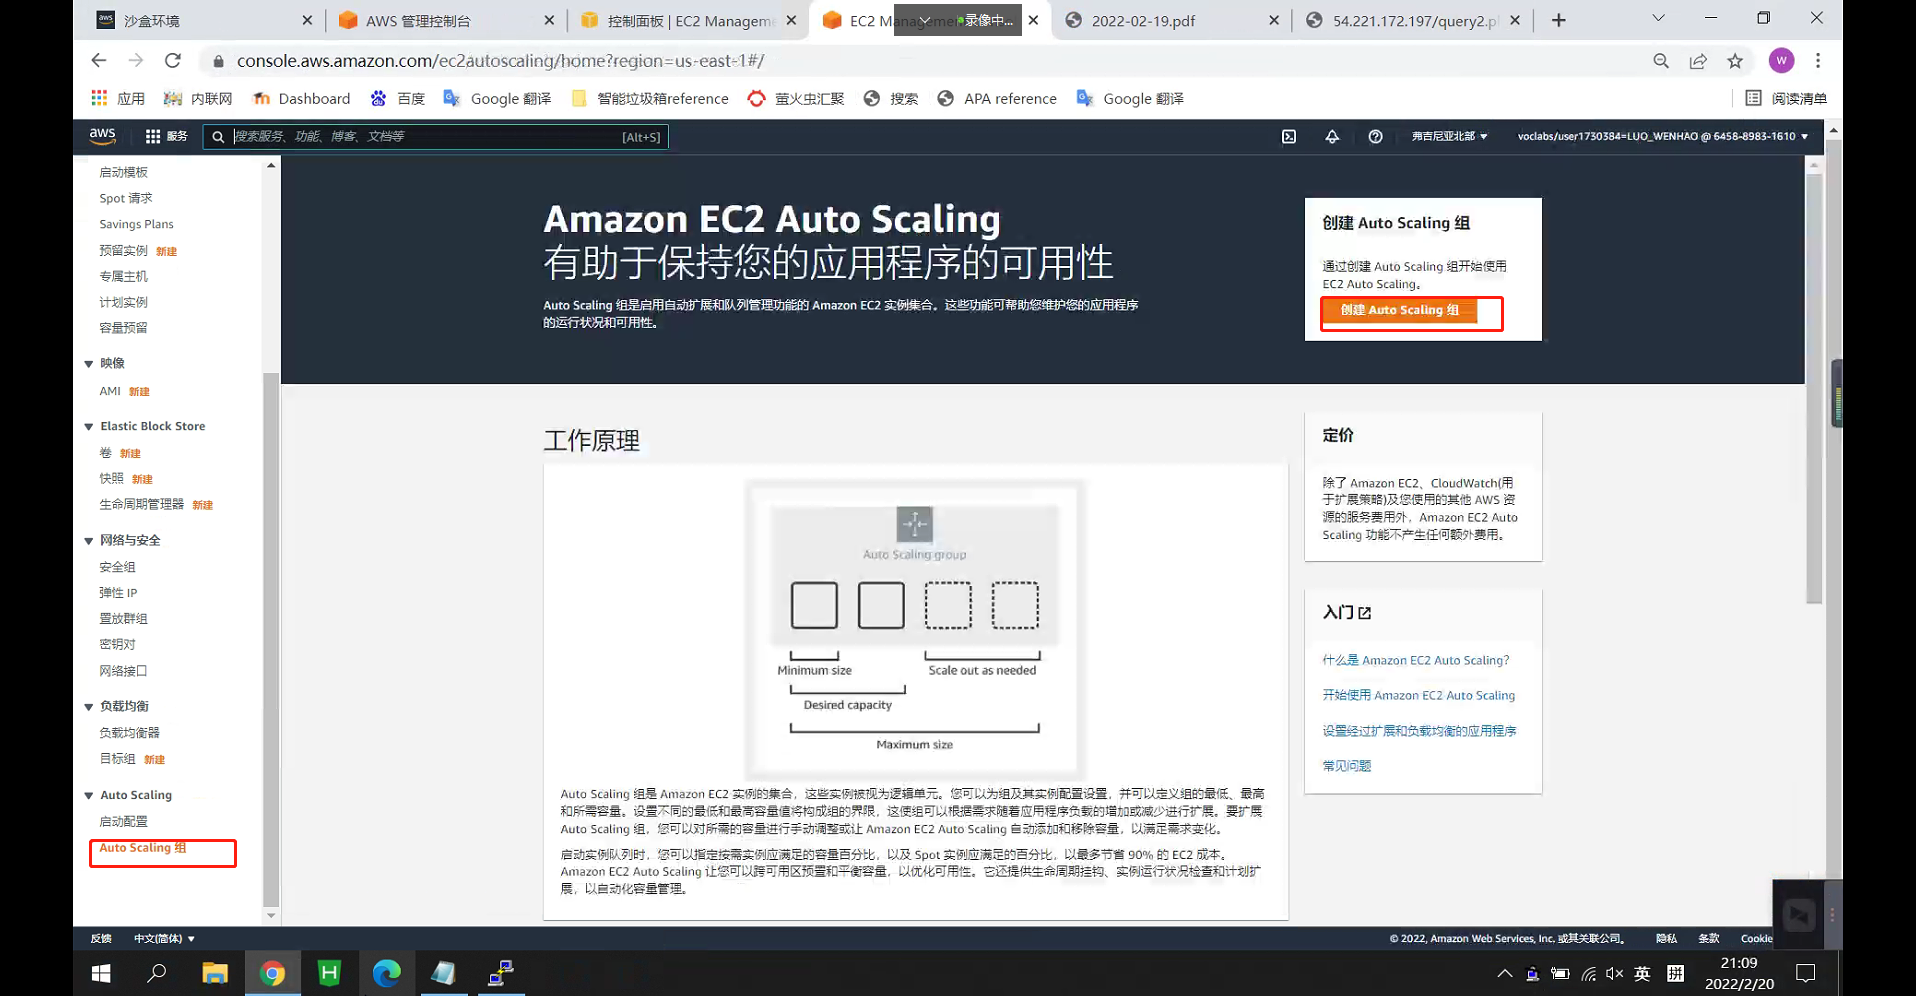 沙盒环境
AWS 管理控制台
控制面板 | EC2 Manageme
EC2 Managemen
录像中...
2022-02-19.pdf
54.221.172.197/query2.p
console.aws.amazon.com/ec2autoscaling/home?region=us-east-1#/
W
应用
内联网
Dashboard
百度
Google 翻译
智能垃圾箱reference
萤火虫汇聚
搜索
APA reference
Google 翻译
阅读清单
aws
服务
搜索服务、功能、博客、文档等
[Alt+S]
弗吉尼亚北部
voclabs/user1730384=LUO_WENHAO @ 6458-8983-1610
启动模板
Spot 请求
Savings Plans
预留实例 新建
专属主机
计划实例
容量预留
映像
AMI 新建
Elastic Block Store
卷 新建
快照 新建
生命周期管理器 新建
网络与安全
安全组
弹性 IP
置放群组
密钥对
网络接口
负载均衡
负载均衡器
目标组 新建
Auto Scaling
启动配置
Auto Scaling 组
Amazon EC2 Auto Scaling
有助于保持您的应用程序的可用性
Auto Scaling 组是启用自动扩展和队列管理功能的 Amazon EC2 实例集合。这些功能可帮助您维护您的应用程序
的运行状况和可用性。
创建 Auto Scaling 组
通过创建 Auto Scaling 组开始使用
EC2 Auto Scaling。
创建 Auto Scaling 组
工作原理
Auto Scaling group
Minimum size
Scale out as needed
Desired capacity
Maximum size
Auto Scaling 组是 Amazon EC2 实例的集合，这些实例被视为逻辑单元。您可以为组及其实例配置设置，并可以定义组的最低、最高
和所需容量。设置不同的最低和最高容量值将构成组的界限，这使组可以根据需求随着应用程序负载的增加或减少进行扩展。要扩展
Auto Scaling 组，您可以对所需的容量进行手动调整或让 Amazon EC2 Auto Scaling 自动添加和移除容量，以满足需求变化。
启动实例队列时，您可以指定按需实例应满足的容量百分比，以及 Spot 实例应满足的百分比，以最多节省 90% 的 EC2 成本。
Amazon EC2 Auto Scaling 让您可以跨可用区预置和平衡容量，以优化可用性。它还提供生命周期挂钩、实例运行状况检查和计划扩
展，以自动化容量管理。
定价
除了 Amazon EC2、CloudWatch(用
于扩展策略)及您使用的其他 AWS 资
源的服务费用外，Amazon EC2 Auto
Scaling 功能不产生任何额外费用。
入门
什么是 Amazon EC2 Auto Scaling?
开始使用 Amazon EC2 Auto Scaling
设置经过扩展和负载均衡的应用程序
常见问题
反馈
中文(简体)
© 2022, Amazon Web Services, Inc. 或其关联公司。
隐私
条款
Cookie
H
英
拼
21:09
2022/2/20